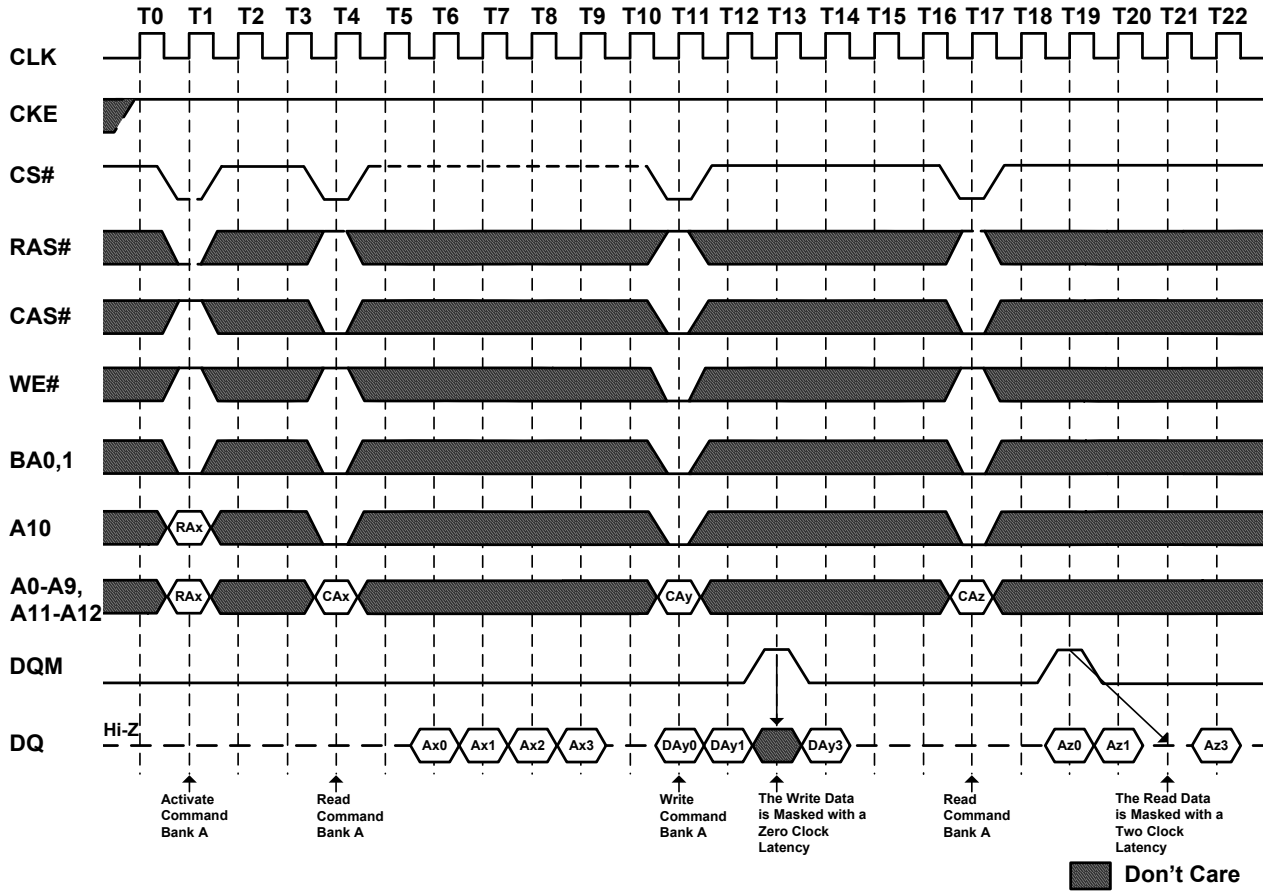 T0 T1 T2 T3 T4 T5 T6 T7 T8 T9 T10 T11 T12 T13 T14 T15 T16 T17 T18 T19 T20 T21 T22
CLK
CKE
CS#
RAS#
CAS#
WE#
BA0,1
A10
RAx
A0-A9,
A11-A12
RAx CAx CAy CAz
DQM
Hi-Z
DQ
Ax0 Ax1 Ax2 Ax3 DAy0 DAy1 DAy3 Az0 Az1 Az3
Activate
Command
Bank A
Read
Command
Bank A
Write
Command
Bank A
The Write Data
is Masked with a
Zero Clock
Latency
Read
Command
Bank A
The Read Data
is Masked with a
Two Clock
Latency
Don't Care